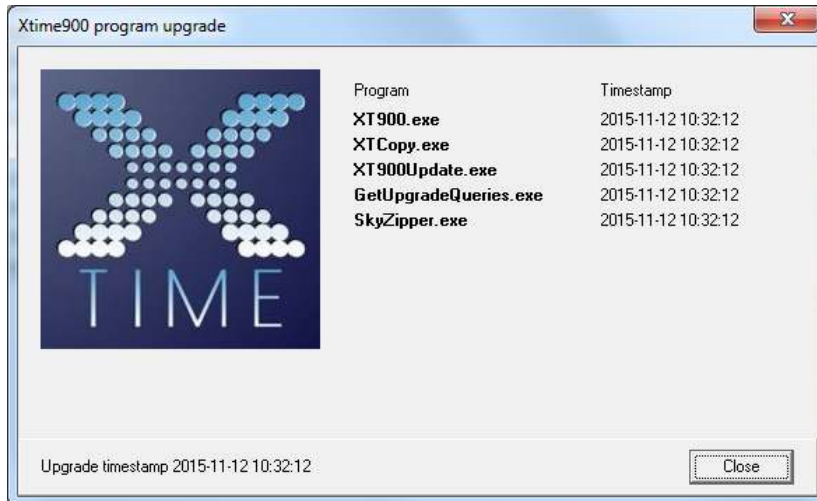 Xtime900 program upgrade
Program Timestamp
XT900.exe 2015-11-12 10:32:12
XTCopy.exe 2015-11-12 10:32:12
XT900Update.exe 2015-11-12 10:32:12
GetUpgradeQueries.exe 2015-11-12 10:32:12
SkyZipper.exe 2015-11-12 10:32:12
TIME
Upgrade timestamp 2015-11-12 10:32:12
Close